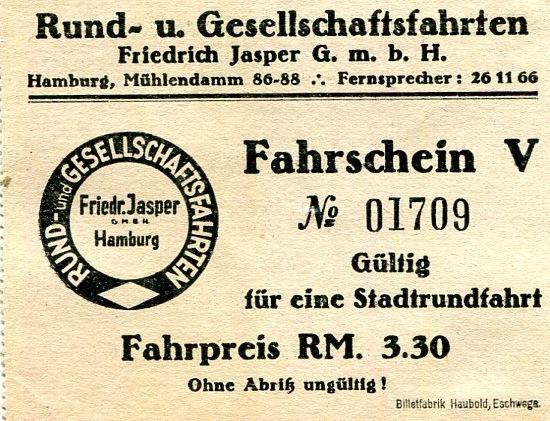 Rund- u. Gesellschaftsfahrten
Friedrich Jasper G. m. b. H.
Hamburg, Mühlendamm 86-88 ∴ Fernsprecher: 26 11 66
RUND- und GESELLSCHAFTSFAHRTEN
Friedr. Jasper
G.M.B.H.
Hamburg
Fahrschein V
№ 01709
Gültig
für eine Stadtrundfahrt
Fahrpreis RM. 3.30
Ohne Abriß ungültig!
Billetfabrik Haubold, Eschwege.